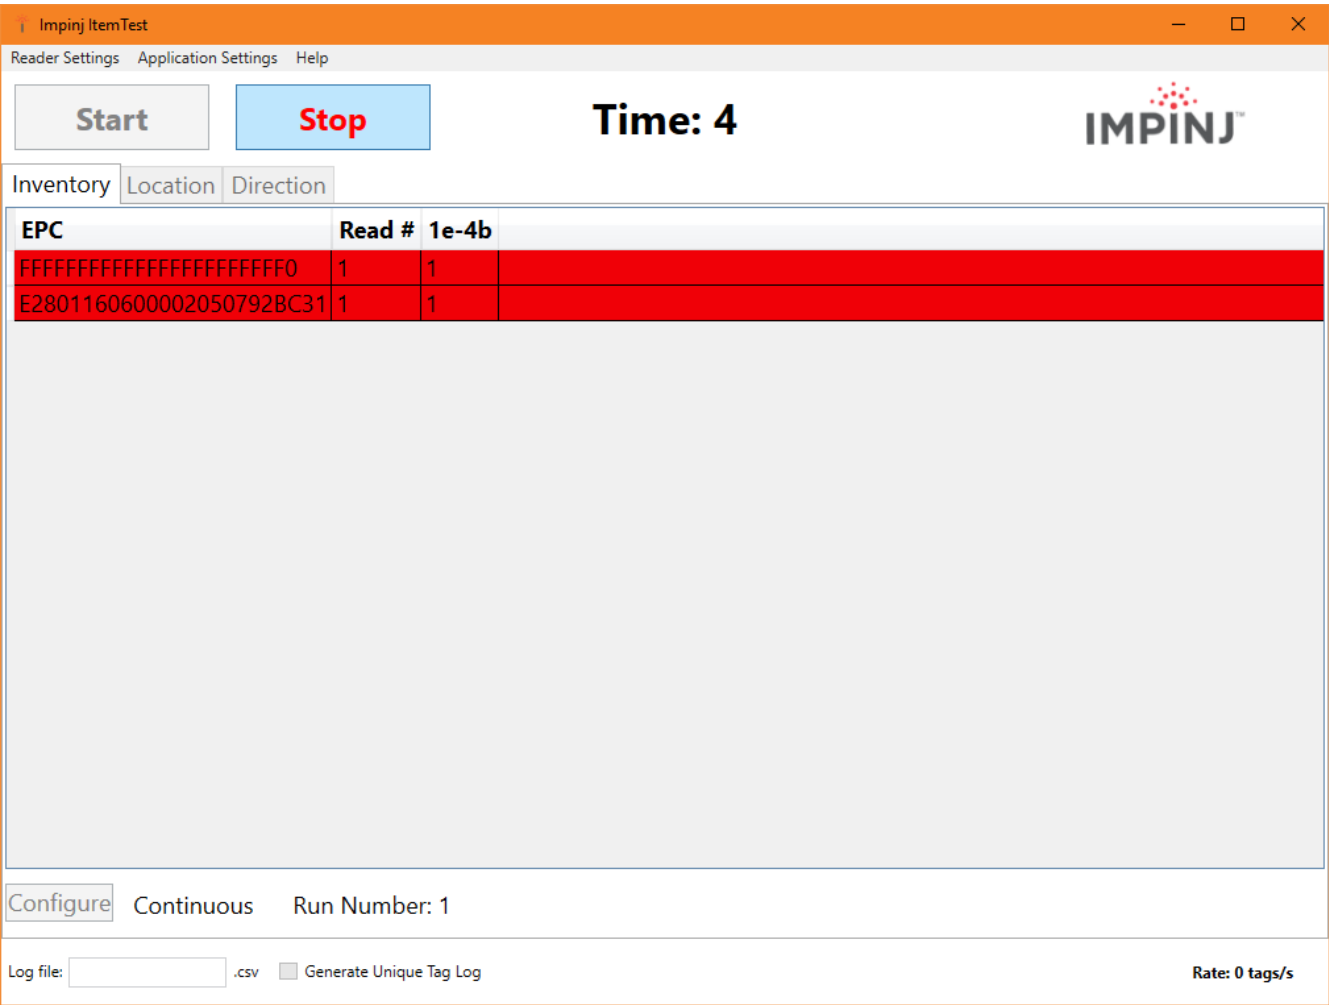 Impinj ItemTest
Reader Settings Application Settings Help
Start Stop Time: 4 IMPINJ™
Inventory Location Direction
EPC Read # 1e-4b
FFFFFFFFFFFFFFFFFFFFFFF0 1 1
E2801160600002050792BC31 1 1
Configure Continuous Run Number: 1
Log file: .csv Generate Unique Tag Log Rate: 0 tags/s